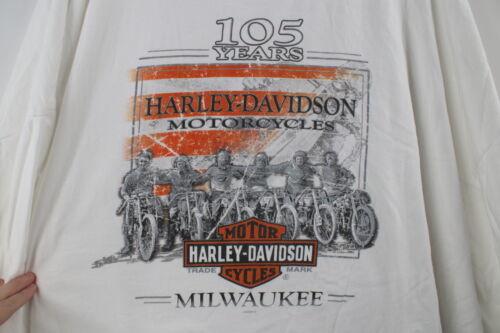 105
YEARS
HARLEY-DAVIDSON
MOTORCYCLES
MOTOR
HARLEY-DAVIDSON
TRADE MARK
CYCLES ®
MILWAUKEE